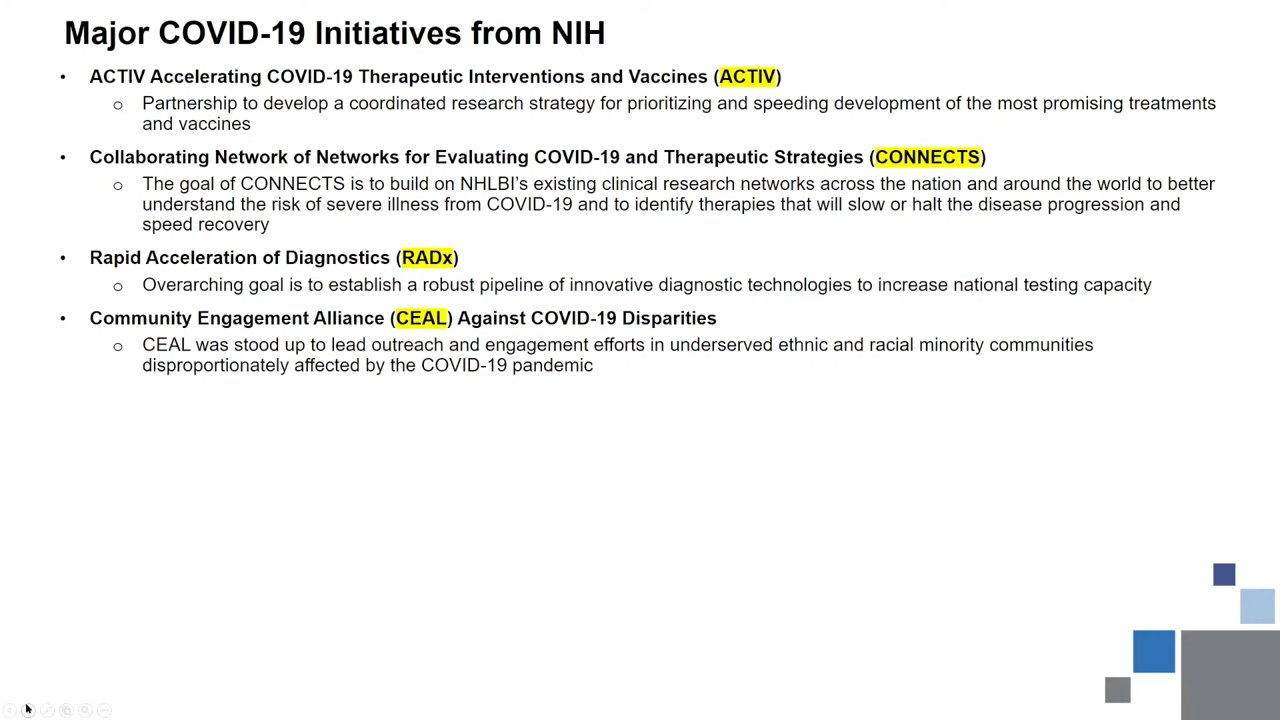 Major COVID-19 Initiatives from NIH
• ACTIV Accelerating COVID-19 Therapeutic Interventions and Vaccines (ACTIV)
o Partnership to develop a coordinated research strategy for prioritizing and speeding development of the most promising treatments
and vaccines
• Collaborating Network of Networks for Evaluating COVID-19 and Therapeutic Strategies (CONNECTS)
o The goal of CONNECTS is to build on NHLBI's existing clinical research networks across the nation and around the world to better
understand the risk of severe illness from COVID-19 and to identify therapies that will slow or halt the disease progression and
speed recovery
• Rapid Acceleration of Diagnostics (RADx)
o Overarching goal is to establish a robust pipeline of innovative diagnostic technologies to increase national testing capacity
• Community Engagement Alliance (CEAL) Against COVID-19 Disparities
o CEAL was stood up to lead outreach and engagement efforts in underserved ethnic and racial minority communities
disproportionately affected by the COVID-19 pandemic